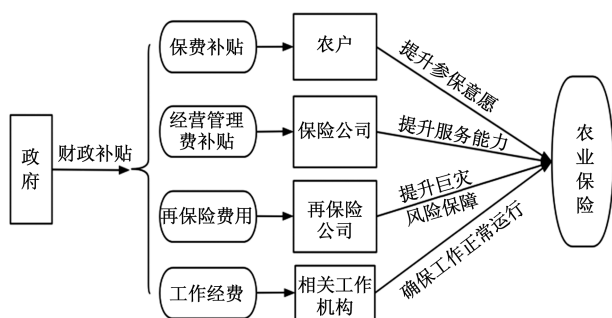 保费补贴
农户
提升参保意愿
经营管理
费补贴
保险公司
提升服务能力
政府
财政补贴
农业保险
再保险费用
再保险
公司
提升巨灾
风险保障
工作经费
相关工作
机构
确保工作正常运行